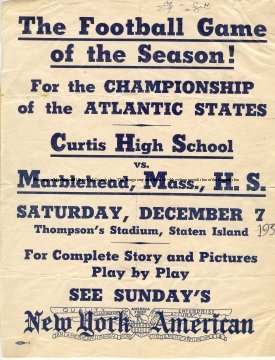 The Football Game
of the Season!
For the CHAMPIONSHIP
of the ATLANTIC STATES
Curtis High School
vs.
Marblehead, Mass., H. S.
SATURDAY, DECEMBER 7
193
Thompson's Stadium, Staten Island
For Complete Story and Pictures
Play by Play
SEE SUNDAY'S
New York American